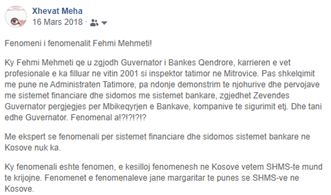 Xhevat Meha
16 Mars 2018 ·
Fenomeni i fenomenalit Fehmi Mehmeti!
Ky Fehmi Mehmeti qe u zgjodh Guvernator i Bankes Qendrore, karrieren e vet
profesionale e ka filluar ne vitin 2001 si inspektor tatimor ne Mitrovice. Pas shkelqimit
me pune ne Administraten Tatimore, pa ndonje demonstrim te njohurive dhe pervojave
me sistemet financiare dhe sidomos me sistemet bankare, zgjedhet Zevendes
Guvernator pergjegjes per Mbikeqyrjen e Bankave, kompanive te sigurimit etj. Dhe tani
edhe Guvernator. Fenomenal a!?!?!?!?
Me ekspert se fenomenali per sistemet financiare dhe sidomos sistemet bankare ne
Kosove nuk ka.
Ky fenomenali eshte fenomen, e kesilloj fenomenesh ne Kosove vetem SHMS-te mund
te krijojne. Fenomenet e fenomenaleve jane margaritar te punes se SHMS-ve ne
Kosove.